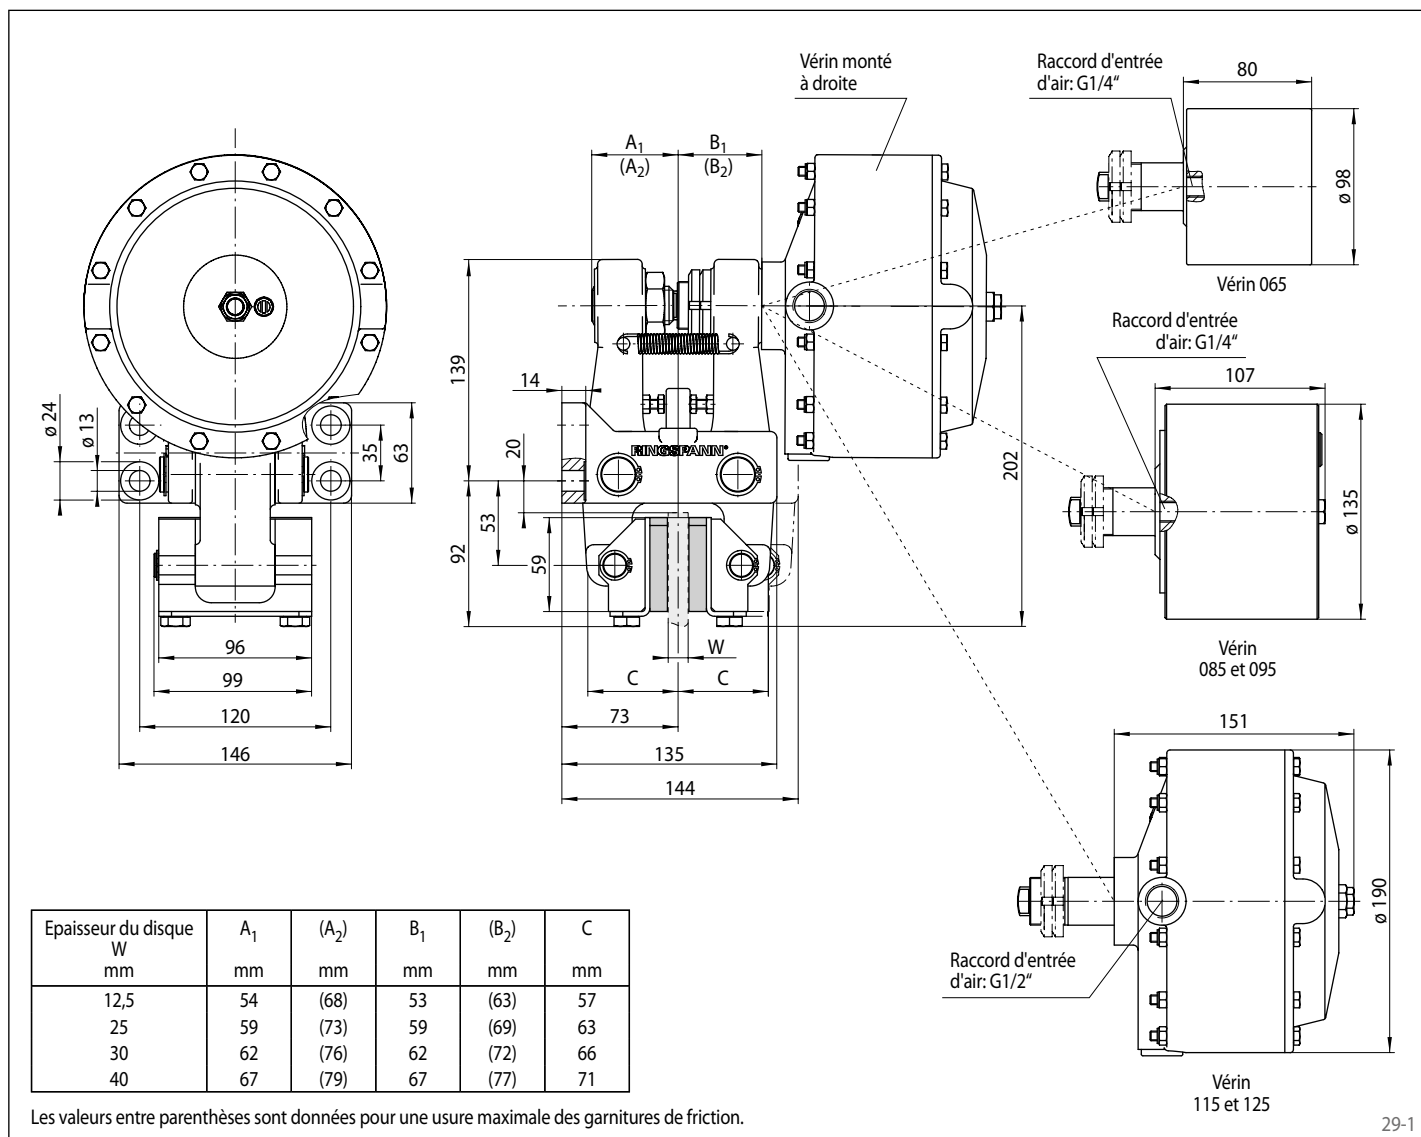 Vérin monté
à droite
Raccord d'entrée
d'air: G1/4“
80
A1
(A2)
B1
(B2)
ø 98
Vérin 065
Raccord d'entrée
d'air: G1/4“
107
139
14
ø 24
ø 13
35
63
20
RINGSPANN®
202
ø 135
53
92
59
96
99
120
146
W
C
C
73
135
144
Vérin
085 et 095
151
ø 190
Raccord d'entrée
d'air: G1/2“
Vérin
115 et 125
Epaisseur du disque A1 (A2) B1 (B2) C
W
mm mm mm mm mm mm
12,5 54 (68) 53 (63) 57
25 59 (73) 59 (69) 63
30 62 (76) 62 (72) 66
40 67 (79) 67 (77) 71
Les valeurs entre parenthèses sont données pour une usure maximale des garnitures de friction.
29-1